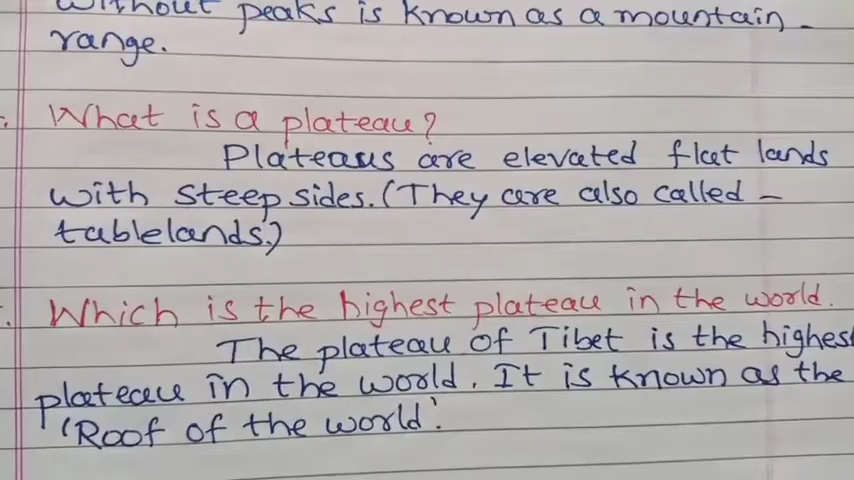 without peaks is known as a mountain -
range.
What is a plateau?
Plateaus are elevated flat lands
with steep sides. (They are also called -
tablelands.)
Which is the highest plateau in the world.
The plateau of Tibet is the highest
plateau in the world. It is known as the
'Roof of the world'.